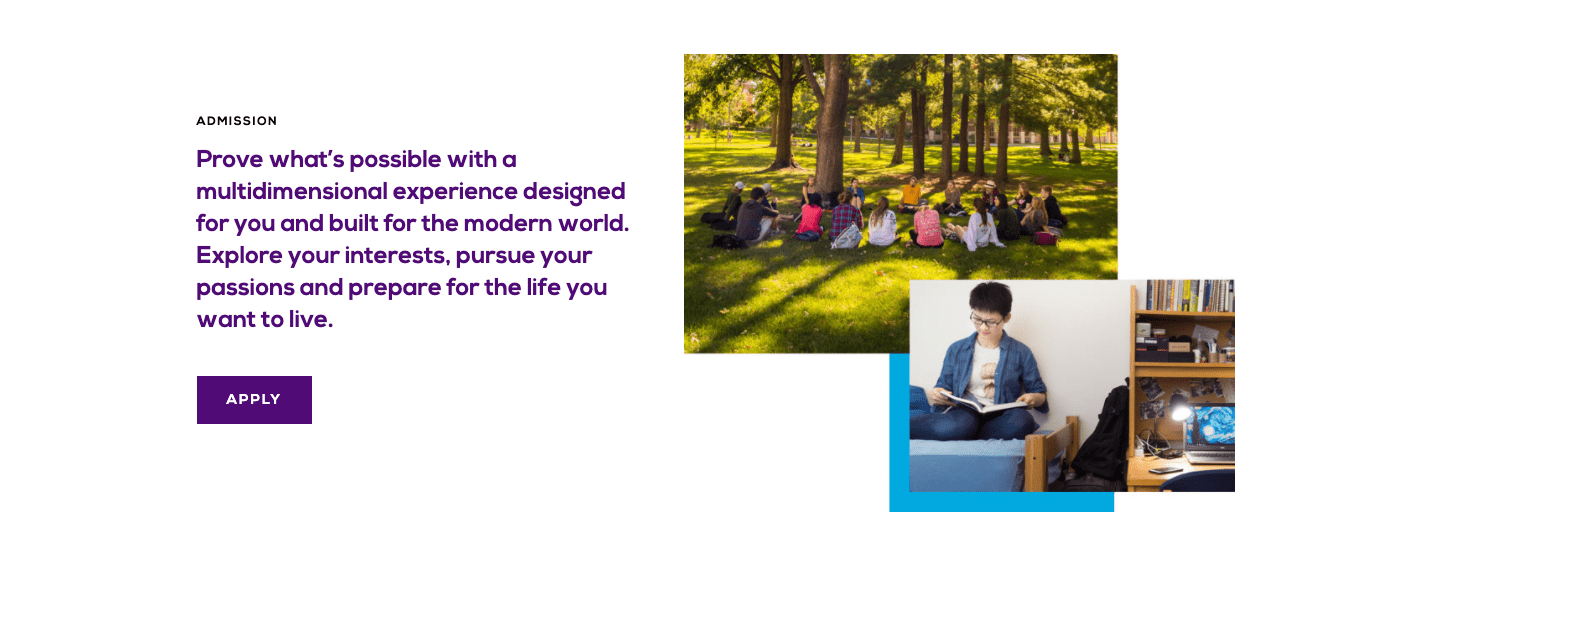 ADMISSION
Prove what’s possible with a
multidimensional experience designed
for you and built for the modern world.
Explore your interests, pursue your
passions and prepare for the life you
want to live.
APPLY